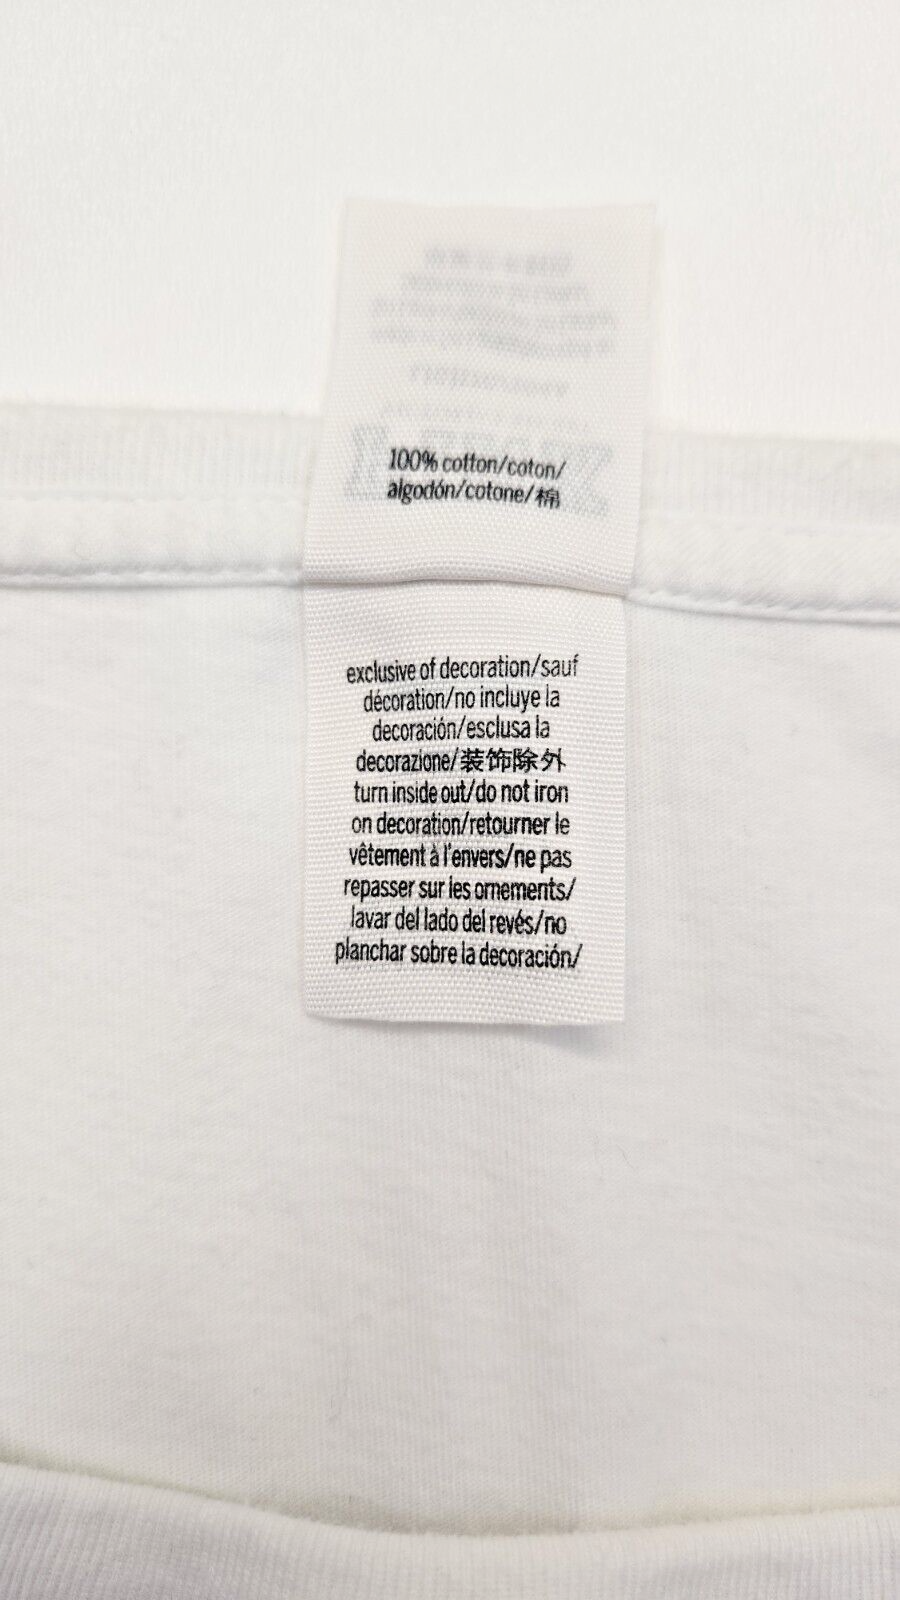 100% cotton/coton/
algodón/cotone/棉
exclusive of decoration/sauf
décoration/no incluye la
decoración/esclusa la
decorazione/装饰除外
turn inside out/do not iron
on decoration/retourner le
vêtement à l'envers/ne pas
repasser sur les ornements/
lavar del lado del revés/no
planchar sobre la decoración/